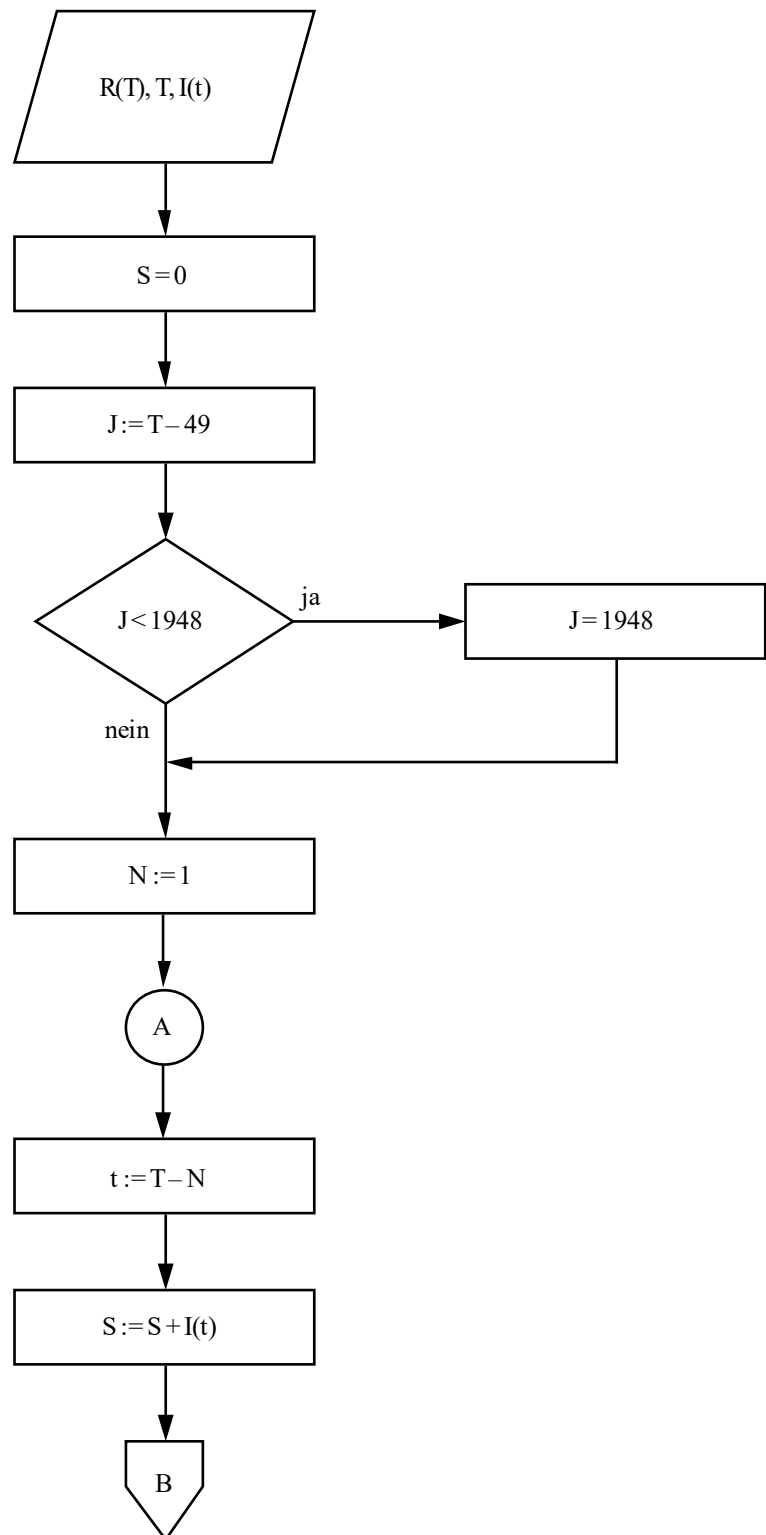 R(T), T, I(t)
S = 0
J := T – 49
J < 1948
ja
J = 1948
nein
N := 1
A
t := T – N
S := S + I(t)
B